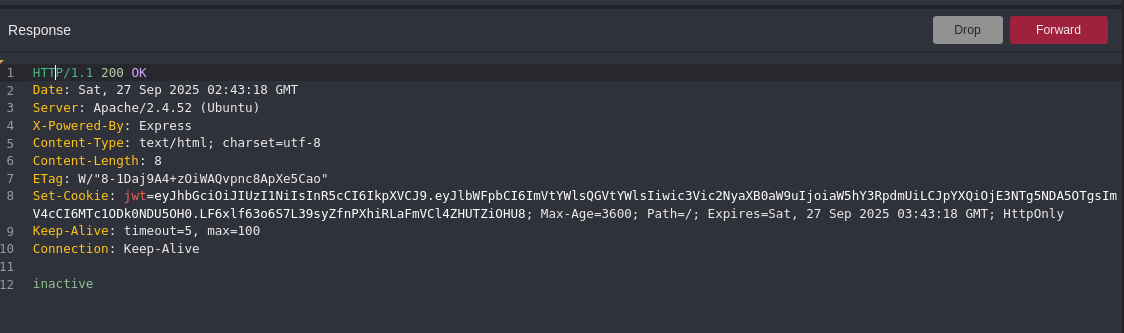 Response
Drop
Forward
1 HTTP/1.1 200 OK
2 Date: Sat, 27 Sep 2025 02:43:18 GMT
3 Server: Apache/2.4.52 (Ubuntu)
4 X-Powered-By: Express
5 Content-Type: text/html; charset=utf-8
6 Content-Length: 8
7 ETag: W/"8-1Daj9A4+zOiWAQvpnc8ApXe5Cao"
8 Set-Cookie: jwt=eyJhbGciOiJIUzI1NiIsInR5cCI6IkpXVCJ9.eyJlbWFpbCI6ImVtYWlsQGVtYWlsIiwic3Vic2NyaXB0aW9uIjoiaW5hY3RpdmUiLCJpYXQiOjE3NTg5NDA5OTgsIm
V4cCI6MTc1ODk0NDU5OH0.LF6xlf63o6S7L39syZfnPXhiRLaFmVCl4ZHUTZiOHU8; Max-Age=3600; Path=/; Expires=Sat, 27 Sep 2025 03:43:18 GMT; HttpOnly
9 Keep-Alive: timeout=5, max=100
10 Connection: Keep-Alive
11
12 inactive